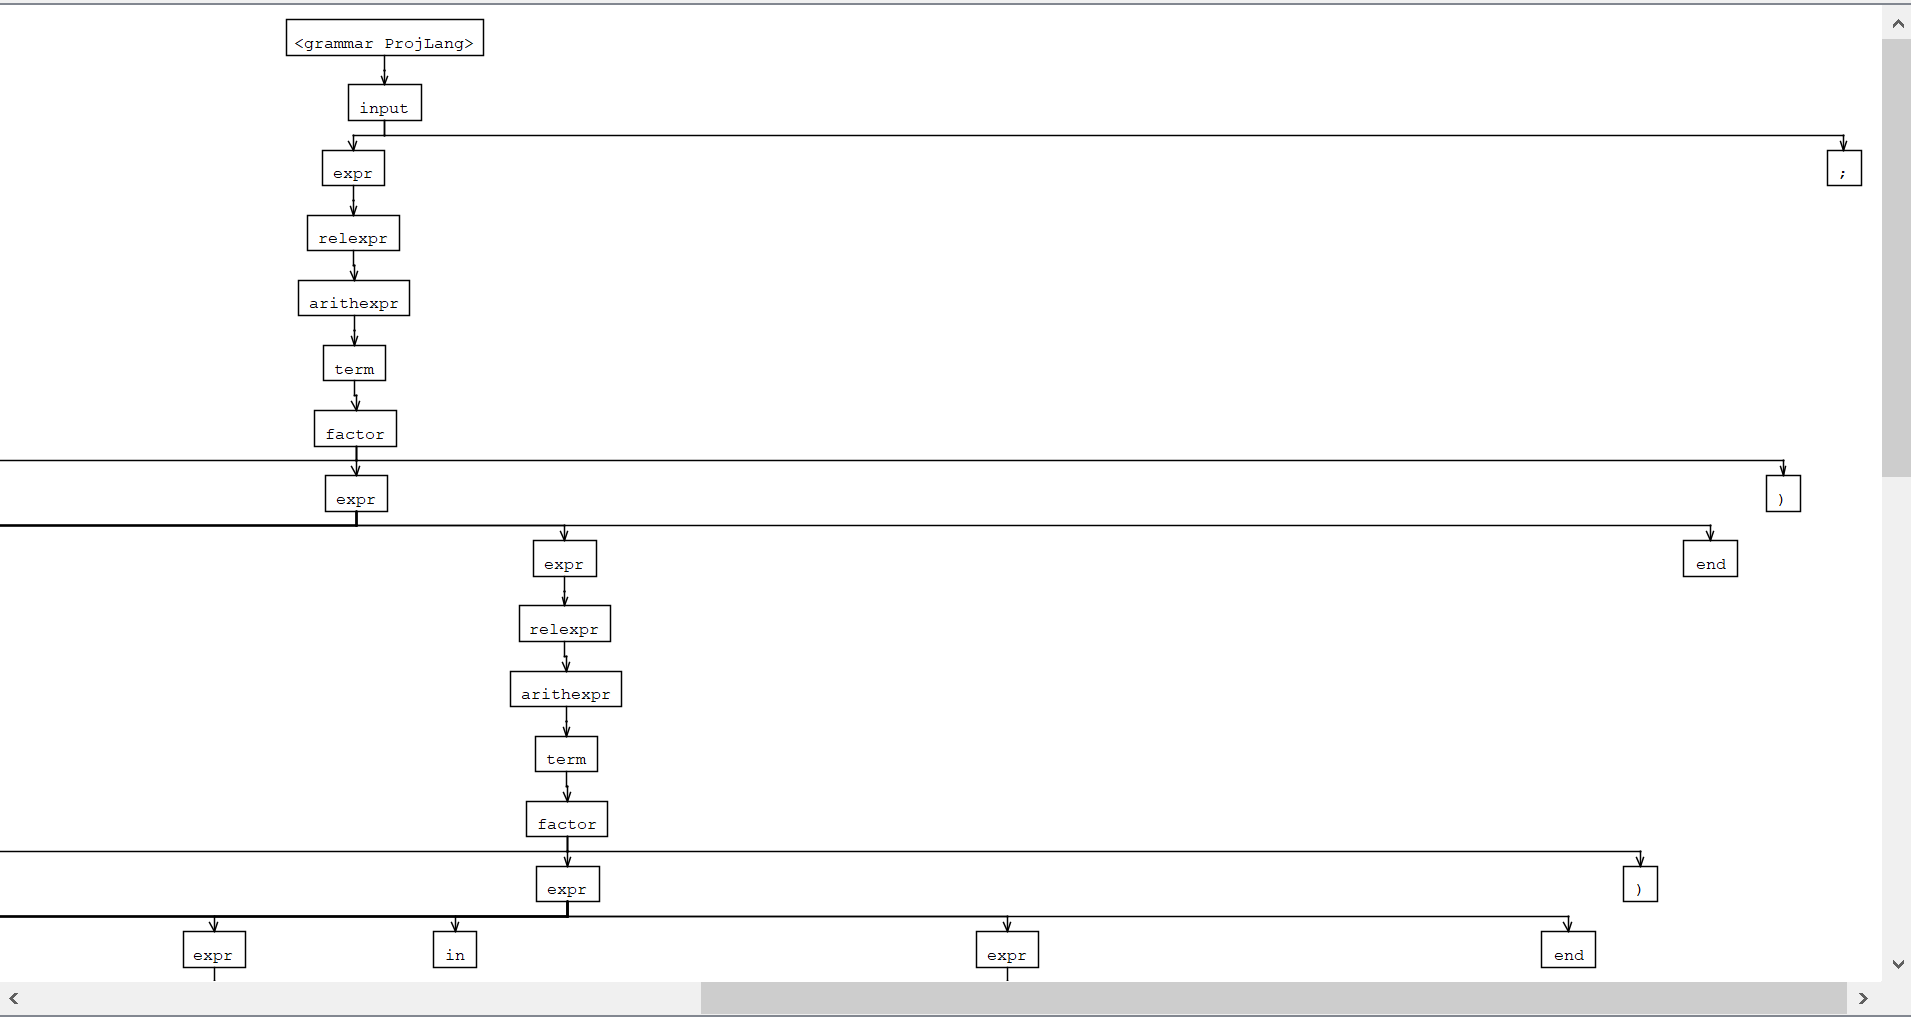 <grammar ProjLang>
input
expr
;
relexpr
arithexpr
term
factor
expr
)
expr
end
relexpr
arithexpr
term
factor
expr
)
expr
in
expr
end